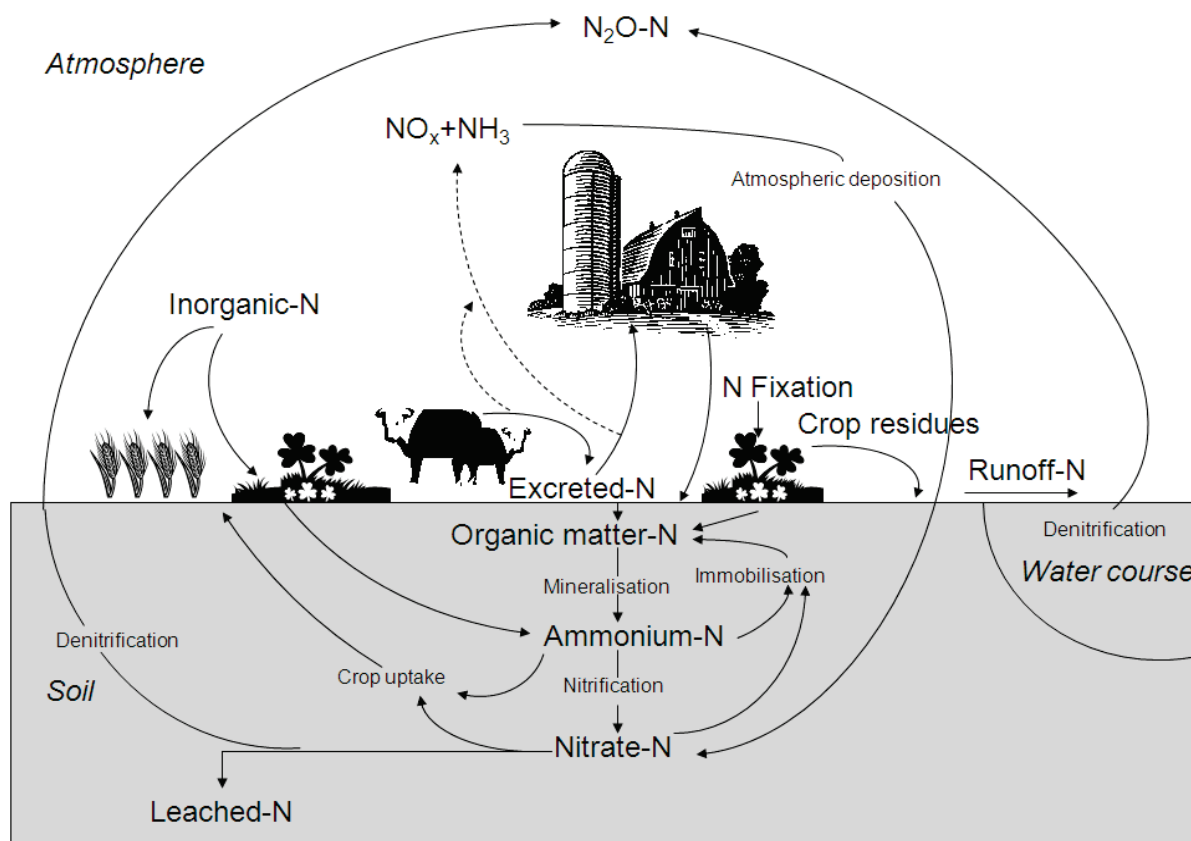 N₂O-N
Atmosphere
NOₓ+NH₃
Atmospheric deposition
Inorganic-N
N Fixation
Crop residues
Runoff-N
Excreted-N
Organic matter-N
Denitrification
Mineralisation
Immobilisation
Water course
Denitrification
Ammonium-N
Crop uptake
Nitrification
Soil
Nitrate-N
Leached-N